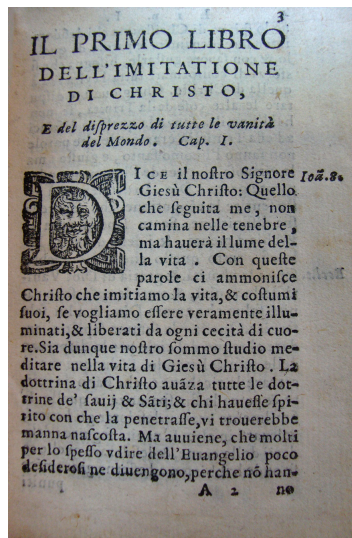 3
IL PRIMO LIBRO
DELL'IMITATIONE
DI CHRISTO,
E del diſprezzo di tutte le vanità
del Mondo. Cap. I.
DICE il noſtro Signore Ioã.8.
Gieſù Chriſto: Quello
che ſeguita me, non
camina nelle tenebre,
ma hauerà il lume del-
la vita. Con queſte
parole ci ammoniſce
Chriſto che imitiamo la vita, & coſtumi
ſuoi, ſe vogliamo eſſere veramente illu-
minati, & liberati da ogni cecità di cuo-
re. Sia dunque noſtro ſommo ſtudio me-
ditare nella vita di Gieſù Chriſto. La
dottrina di Chriſto auãza tutte le dot-
trine de' ſauij & Sãti; & chi haueſſe ſpi-
rito con che la penetraſſe, vi trouerebbe
manna naſcoſta. Ma auuiene, che molti
per lo ſpeſſo vdire dell'Euangelio poco
deſideroſi ne diuengono, perche nõ han-
A 2 no